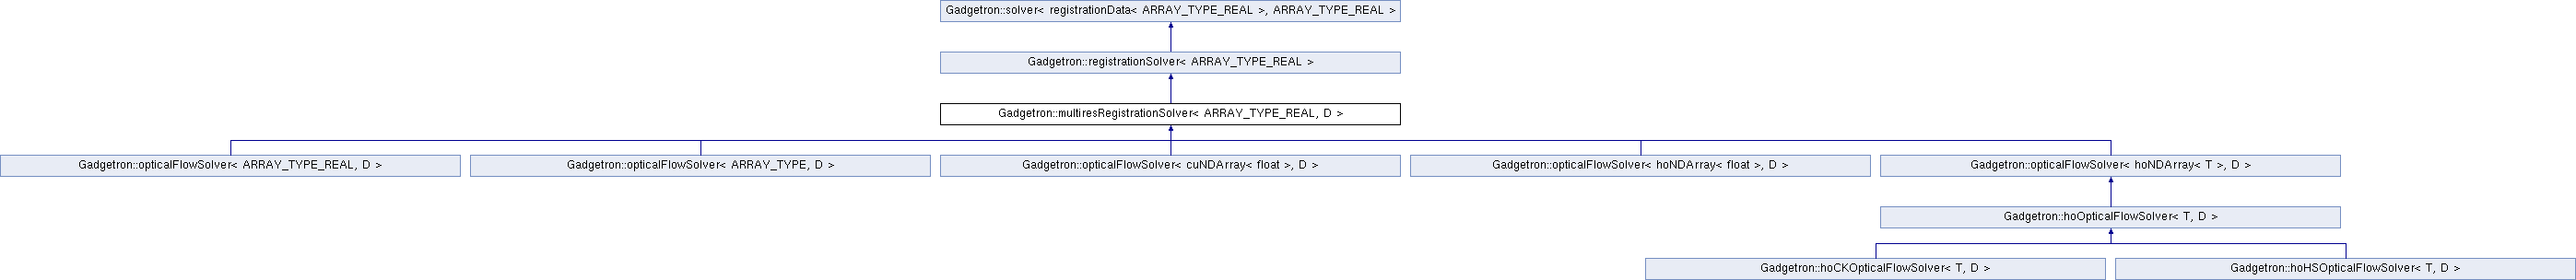 Gadgetron::solver< registrationData< ARRAY_TYPE_REAL >, ARRAY_TYPE_REAL >
Gadgetron::registrationSolver< ARRAY_TYPE_REAL >
Gadgetron::multiresRegistrationSolver< ARRAY_TYPE_REAL, D >
Gadgetron::opticalFlowSolver< ARRAY_TYPE_REAL, D >
Gadgetron::opticalFlowSolver< ARRAY_TYPE, D >
Gadgetron::opticalFlowSolver< cuNDArray< float >, D >
Gadgetron::opticalFlowSolver< hoNDArray< float >, D >
Gadgetron::opticalFlowSolver< hoNDArray< T >, D >
Gadgetron::hoOpticalFlowSolver< T, D >
Gadgetron::hoCKOpticalFlowSolver< T, D >
Gadgetron::hoHSOpticalFlowSolver< T, D >